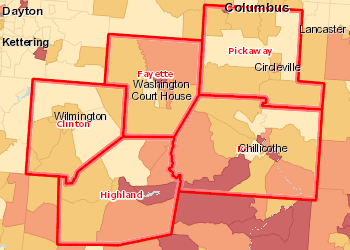 Columbus
Dayton
Lancaster
Kettering
Pickaway
Circleville
Fayette
Washington
Court House
Wilmington
Clinton
Chillicothe
Highland